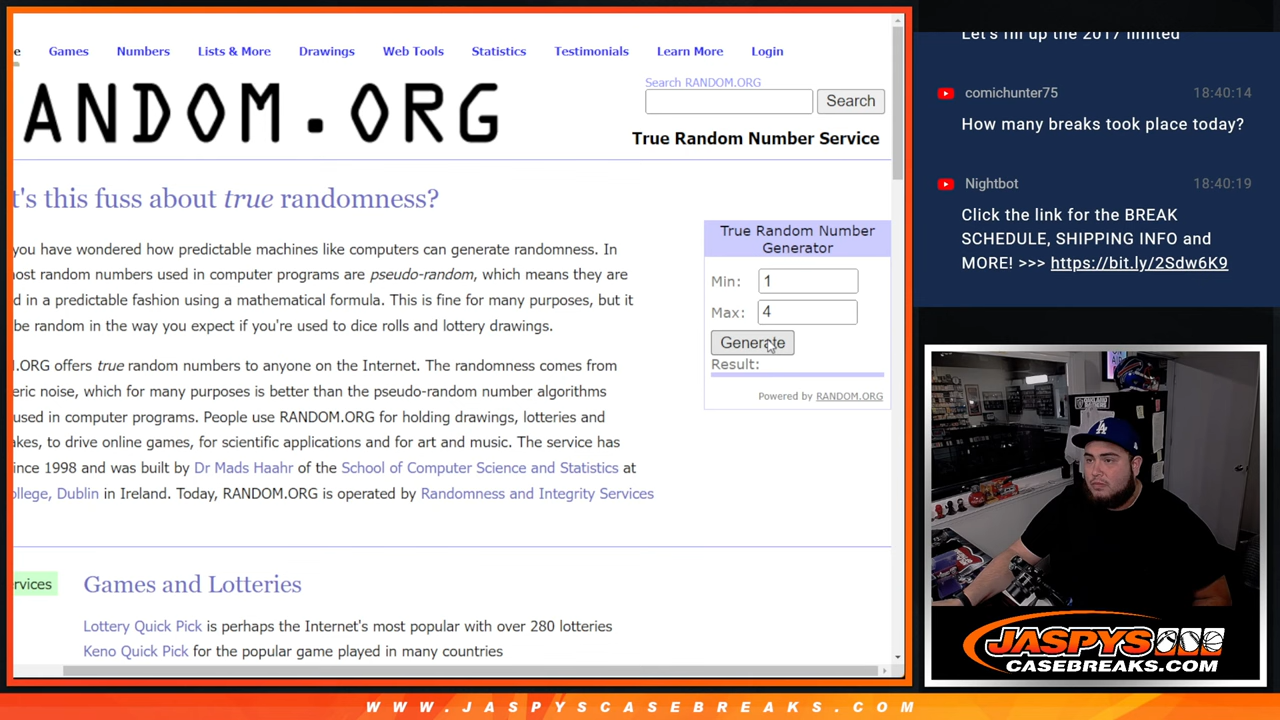 e Games Numbers Lists & More Drawings Web Tools Statistics Testimonials Learn More Login
ANDOM.ORG
Search RANDOM.ORG
Search
True Random Number Service
t's this fuss about true randomness?
you have wondered how predictable machines like computers can generate randomness. In
ost random numbers used in computer programs are pseudo-random, which means they are
d in a predictable fashion using a mathematical formula. This is fine for many purposes, but it
be random in the way you expect if you're used to dice rolls and lottery drawings.
.ORG offers true random numbers to anyone on the Internet. The randomness comes from
eric noise, which for many purposes is better than the pseudo-random number algorithms
used in computer programs. People use RANDOM.ORG for holding drawings, lotteries and
akes, to drive online games, for scientific applications and for art and music. The service has
ince 1998 and was built by Dr Mads Haahr of the School of Computer Science and Statistics at
ollege, Dublin in Ireland. Today, RANDOM.ORG is operated by Randomness and Integrity Services
True Random Number
Generator
Min: 1
Max: 4
Generate
Result:
Powered by RANDOM.ORG
rvices
Games and Lotteries
Lottery Quick Pick is perhaps the Internet's most popular with over 280 lotteries
Keno Quick Pick for the popular game played in many countries
Let's fill up the 2017 limited
comichunter75 18:40:14
How many breaks took place today?
Nightbot 18:40:19
Click the link for the BREAK
SCHEDULE, SHIPPING INFO and
MORE! >>> https://bit.ly/2Sdw6K9
LA
JASPYS
CASEBREAKS.COM
WWW.JASPYSCASEBREAKS.COM